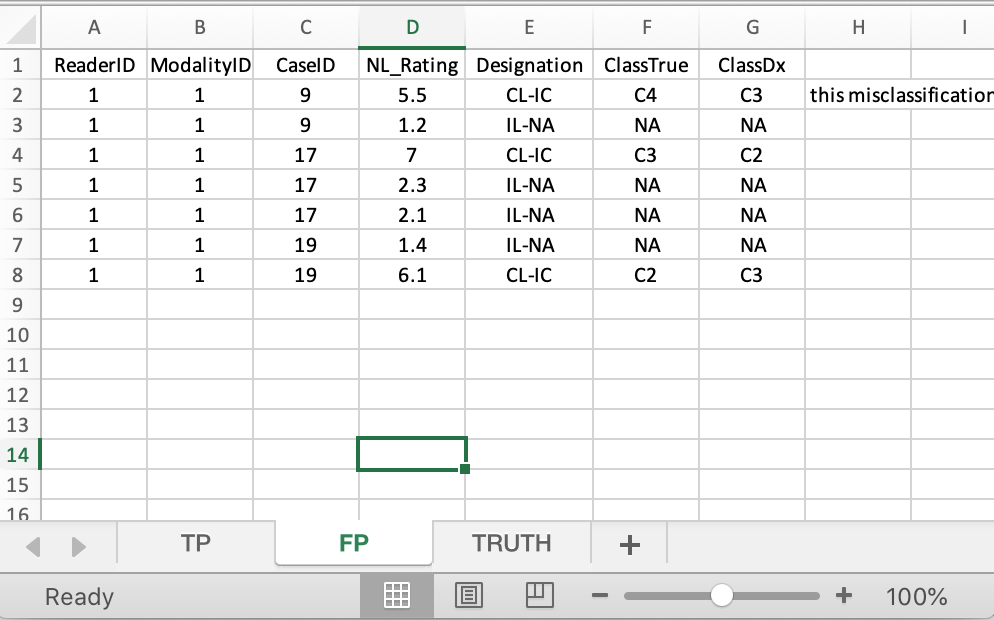 A B C D E F G H I
1 ReaderID ModalityID CaseID NL_Rating Designation ClassTrue ClassDx
2 1 1 9 5.5 CL-IC C4 C3 this misclassification
3 1 1 9 1.2 IL-NA NA NA
4 1 1 17 7 CL-IC C3 C2
5 1 1 17 2.3 IL-NA NA NA
6 1 1 17 2.1 IL-NA NA NA
7 1 1 19 1.4 IL-NA NA NA
8 1 1 19 6.1 CL-IC C2 C3
9
10
11
12
13
14
15
16
TP FP TRUTH +
Ready 100%